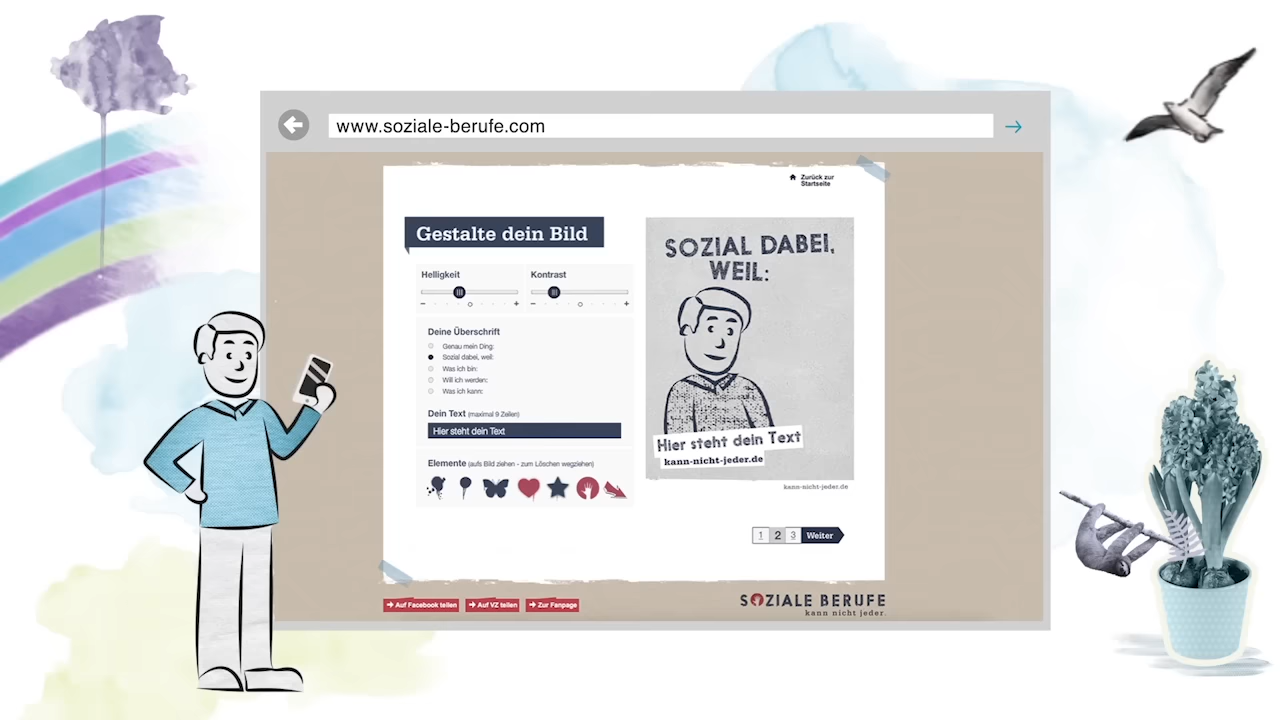 www.soziale-berufe.com
Zurück zur
Startseite
Gestalte dein Bild
Helligkeit
Kontrast
Deine Überschrift
Genau mein Ding:
Sozial dabei, weil:
Was ich bin:
Will ich werden:
Was ich kann:
Dein Text (maximal 9 Zeilen)
Hier steht dein Text
Elemente (aufs Bild ziehen - zum Löschen wegziehen)
SOZIAL DABEI,
WEIL:
Hier steht dein Text
kann-nicht-jeder.de
kann-nicht-jeder.de
1 2 3 Weiter
Auf Facebook teilen
Auf VZ teilen
Zur Fanpage
SOZIALE BERUFE
kann nicht jeder.